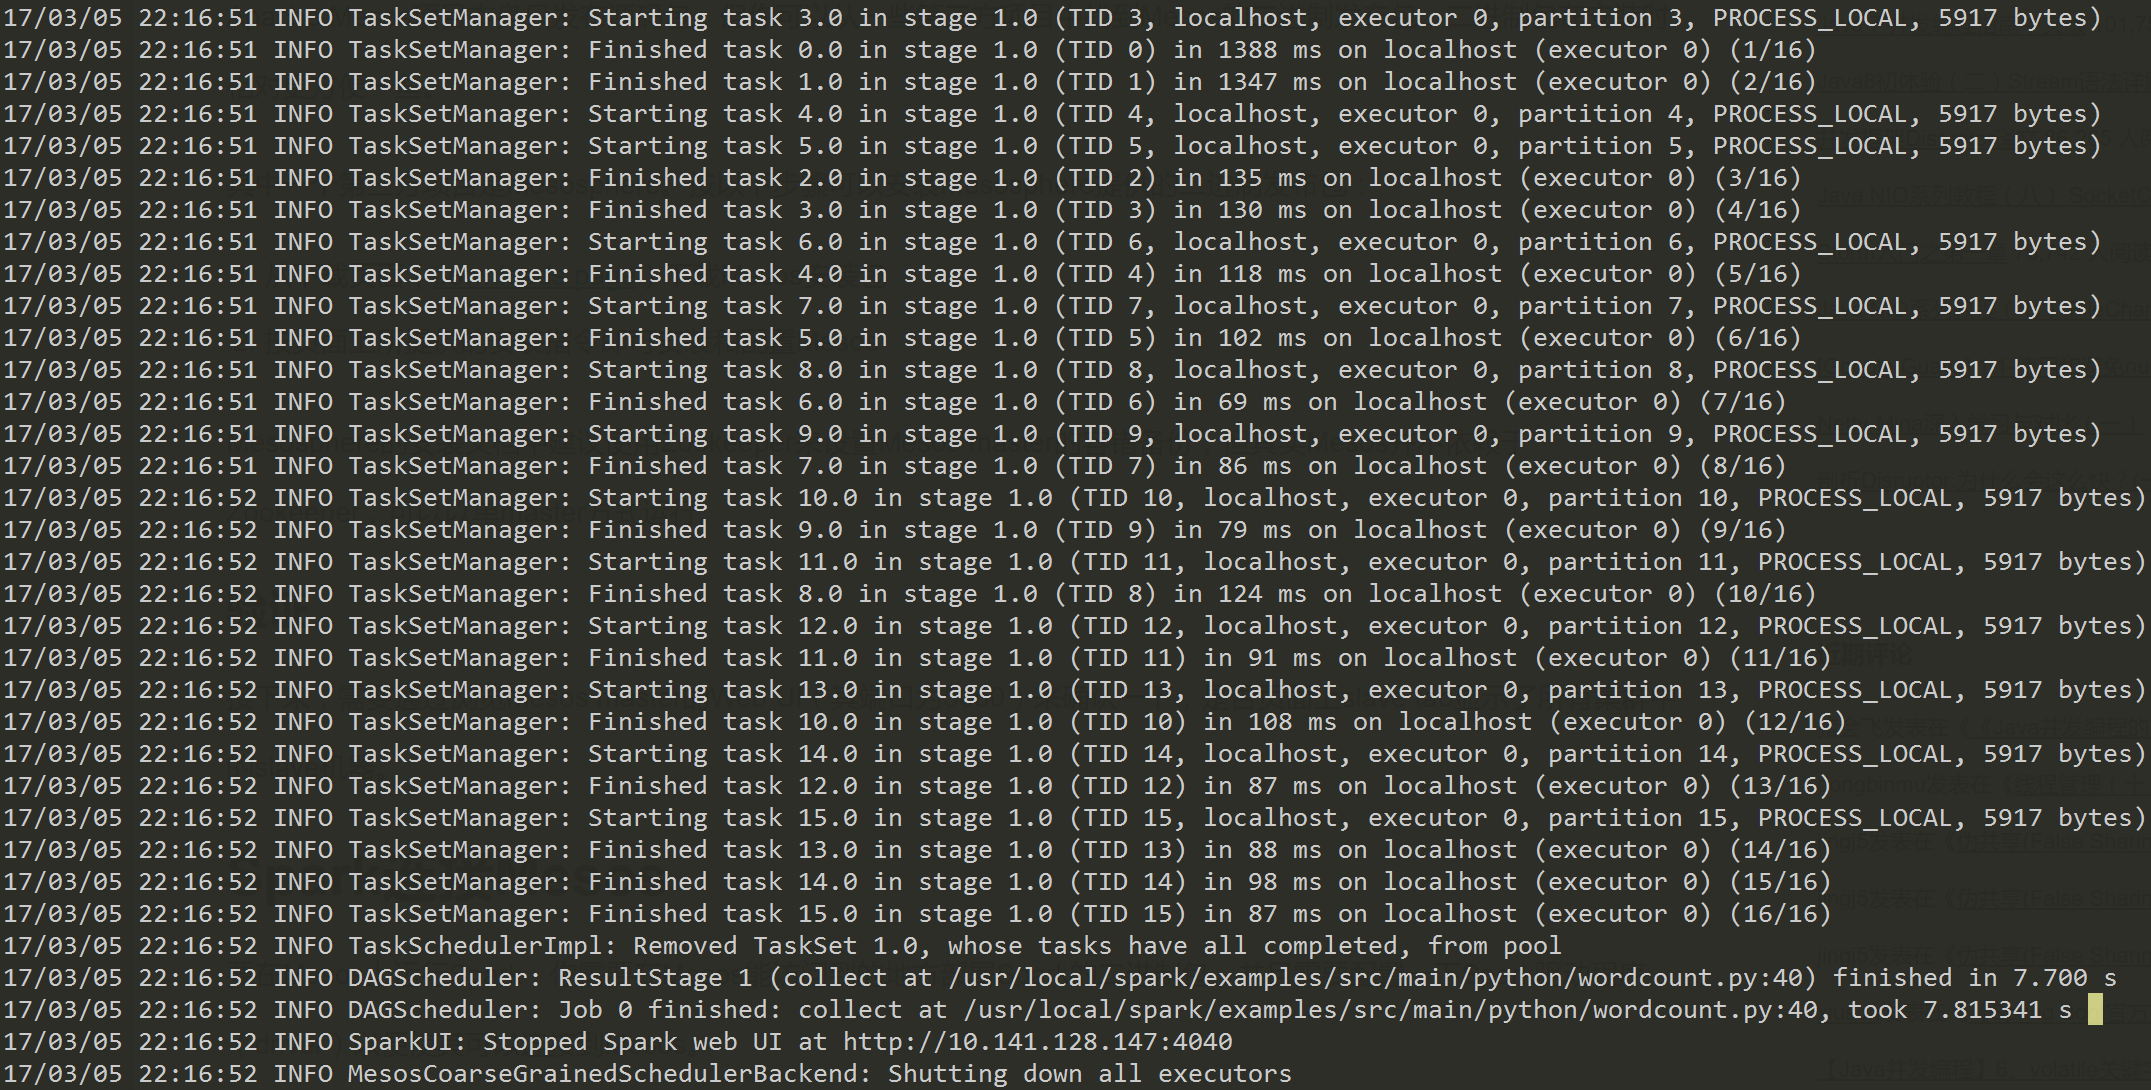 17/03/05 22:16:51 INFO TaskSetManager: Starting task 3.0 in stage 1.0 (TID 3, localhost, executor 0, partition 3, PROCESS_LOCAL, 5917 bytes)
17/03/05 22:16:51 INFO TaskSetManager: Finished task 0.0 in stage 1.0 (TID 0) in 1388 ms on localhost (executor 0) (1/16)
17/03/05 22:16:51 INFO TaskSetManager: Finished task 1.0 in stage 1.0 (TID 1) in 1347 ms on localhost (executor 0) (2/16)
17/03/05 22:16:51 INFO TaskSetManager: Starting task 4.0 in stage 1.0 (TID 4, localhost, executor 0, partition 4, PROCESS_LOCAL, 5917 bytes)
17/03/05 22:16:51 INFO TaskSetManager: Starting task 5.0 in stage 1.0 (TID 5, localhost, executor 0, partition 5, PROCESS_LOCAL, 5917 bytes)
17/03/05 22:16:51 INFO TaskSetManager: Finished task 2.0 in stage 1.0 (TID 2) in 135 ms on localhost (executor 0) (3/16)
17/03/05 22:16:51 INFO TaskSetManager: Finished task 3.0 in stage 1.0 (TID 3) in 130 ms on localhost (executor 0) (4/16)
17/03/05 22:16:51 INFO TaskSetManager: Starting task 6.0 in stage 1.0 (TID 6, localhost, executor 0, partition 6, PROCESS_LOCAL, 5917 bytes)
17/03/05 22:16:51 INFO TaskSetManager: Finished task 4.0 in stage 1.0 (TID 4) in 118 ms on localhost (executor 0) (5/16)
17/03/05 22:16:51 INFO TaskSetManager: Starting task 7.0 in stage 1.0 (TID 7, localhost, executor 0, partition 7, PROCESS_LOCAL, 5917 bytes)
17/03/05 22:16:51 INFO TaskSetManager: Finished task 5.0 in stage 1.0 (TID 5) in 102 ms on localhost (executor 0) (6/16)
17/03/05 22:16:51 INFO TaskSetManager: Starting task 8.0 in stage 1.0 (TID 8, localhost, executor 0, partition 8, PROCESS_LOCAL, 5917 bytes)
17/03/05 22:16:51 INFO TaskSetManager: Finished task 6.0 in stage 1.0 (TID 6) in 69 ms on localhost (executor 0) (7/16)
17/03/05 22:16:51 INFO TaskSetManager: Starting task 9.0 in stage 1.0 (TID 9, localhost, executor 0, partition 9, PROCESS_LOCAL, 5917 bytes)
17/03/05 22:16:51 INFO TaskSetManager: Finished task 7.0 in stage 1.0 (TID 7) in 86 ms on localhost (executor 0) (8/16)
17/03/05 22:16:52 INFO TaskSetManager: Starting task 10.0 in stage 1.0 (TID 10, localhost, executor 0, partition 10, PROCESS_LOCAL, 5917 bytes)
17/03/05 22:16:52 INFO TaskSetManager: Finished task 9.0 in stage 1.0 (TID 9) in 79 ms on localhost (executor 0) (9/16)
17/03/05 22:16:52 INFO TaskSetManager: Starting task 11.0 in stage 1.0 (TID 11, localhost, executor 0, partition 11, PROCESS_LOCAL, 5917 bytes)
17/03/05 22:16:52 INFO TaskSetManager: Finished task 8.0 in stage 1.0 (TID 8) in 124 ms on localhost (executor 0) (10/16)
17/03/05 22:16:52 INFO TaskSetManager: Starting task 12.0 in stage 1.0 (TID 12, localhost, executor 0, partition 12, PROCESS_LOCAL, 5917 bytes)
17/03/05 22:16:52 INFO TaskSetManager: Finished task 11.0 in stage 1.0 (TID 11) in 91 ms on localhost (executor 0) (11/16)
17/03/05 22:16:52 INFO TaskSetManager: Starting task 13.0 in stage 1.0 (TID 13, localhost, executor 0, partition 13, PROCESS_LOCAL, 5917 bytes)
17/03/05 22:16:52 INFO TaskSetManager: Finished task 10.0 in stage 1.0 (TID 10) in 108 ms on localhost (executor 0) (12/16)
17/03/05 22:16:52 INFO TaskSetManager: Starting task 14.0 in stage 1.0 (TID 14, localhost, executor 0, partition 14, PROCESS_LOCAL, 5917 bytes)
17/03/05 22:16:52 INFO TaskSetManager: Finished task 12.0 in stage 1.0 (TID 12) in 87 ms on localhost (executor 0) (13/16)
17/03/05 22:16:52 INFO TaskSetManager: Starting task 15.0 in stage 1.0 (TID 15, localhost, executor 0, partition 15, PROCESS_LOCAL, 5917 bytes)
17/03/05 22:16:52 INFO TaskSetManager: Finished task 13.0 in stage 1.0 (TID 13) in 88 ms on localhost (executor 0) (14/16)
17/03/05 22:16:52 INFO TaskSetManager: Finished task 14.0 in stage 1.0 (TID 14) in 98 ms on localhost (executor 0) (15/16)
17/03/05 22:16:52 INFO TaskSetManager: Finished task 15.0 in stage 1.0 (TID 15) in 87 ms on localhost (executor 0) (16/16)
17/03/05 22:16:52 INFO TaskSchedulerImpl: Removed TaskSet 1.0, whose tasks have all completed, from pool
17/03/05 22:16:52 INFO DAGScheduler: ResultStage 1 (collect at /usr/local/spark/examples/src/main/python/wordcount.py:40) finished in 7.700 s
17/03/05 22:16:52 INFO DAGScheduler: Job 0 finished: collect at /usr/local/spark/examples/src/main/python/wordcount.py:40, took 7.815341 s
17/03/05 22:16:52 INFO SparkUI: Stopped Spark web UI at http://10.141.128.147:4040
17/03/05 22:16:52 INFO MesosCoarseGrainedSchedulerBackend: Shutting down all executors